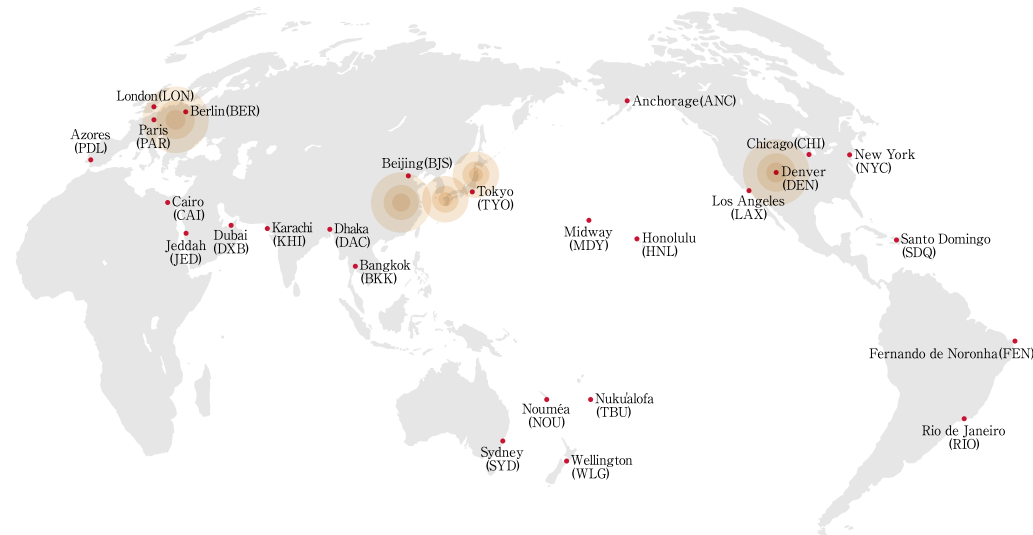 London(LON)
Berlin(BER)
Paris
(PAR)
Azores
(PDL)
Cairo
(CAI)
Jeddah
(JED)
Dubai
(DXB)
Karachi
(KHI)
Dhaka
(DAC)
Bangkok
(BKK)
Beijing(BJS)
Tokyo
(TYO)
Anchorage(ANC)
Chicago(CHI)
New York
(NYC)
Denver
(DEN)
Los Angeles
(LAX)
Midway
(MDY)
Honolulu
(HNL)
Santo Domingo
(SDQ)
Fernando de Noronha(FEN)
Rio de Janeiro
(RIO)
Nouméa
(NOU)
Nuku'alofa
(TBU)
Sydney
(SYD)
Wellington
(WLG)